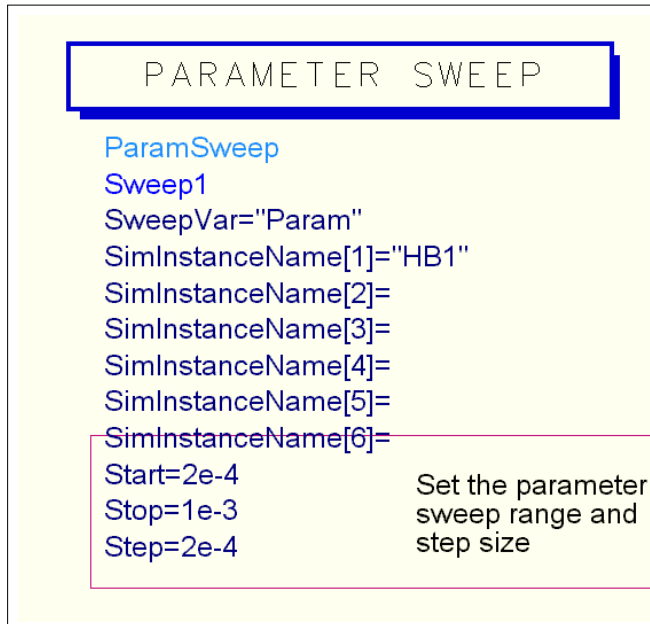 PARAMETER SWEEP
ParamSweep
Sweep1
SweepVar="Param"
SimInstanceName[1]="HB1"
SimInstanceName[2]=
SimInstanceName[3]=
SimInstanceName[4]=
SimInstanceName[5]=
SimInstanceName[6]=
Start=2e-4
Stop=1e-3
Step=2e-4
Set the parameter
sweep range and
step size